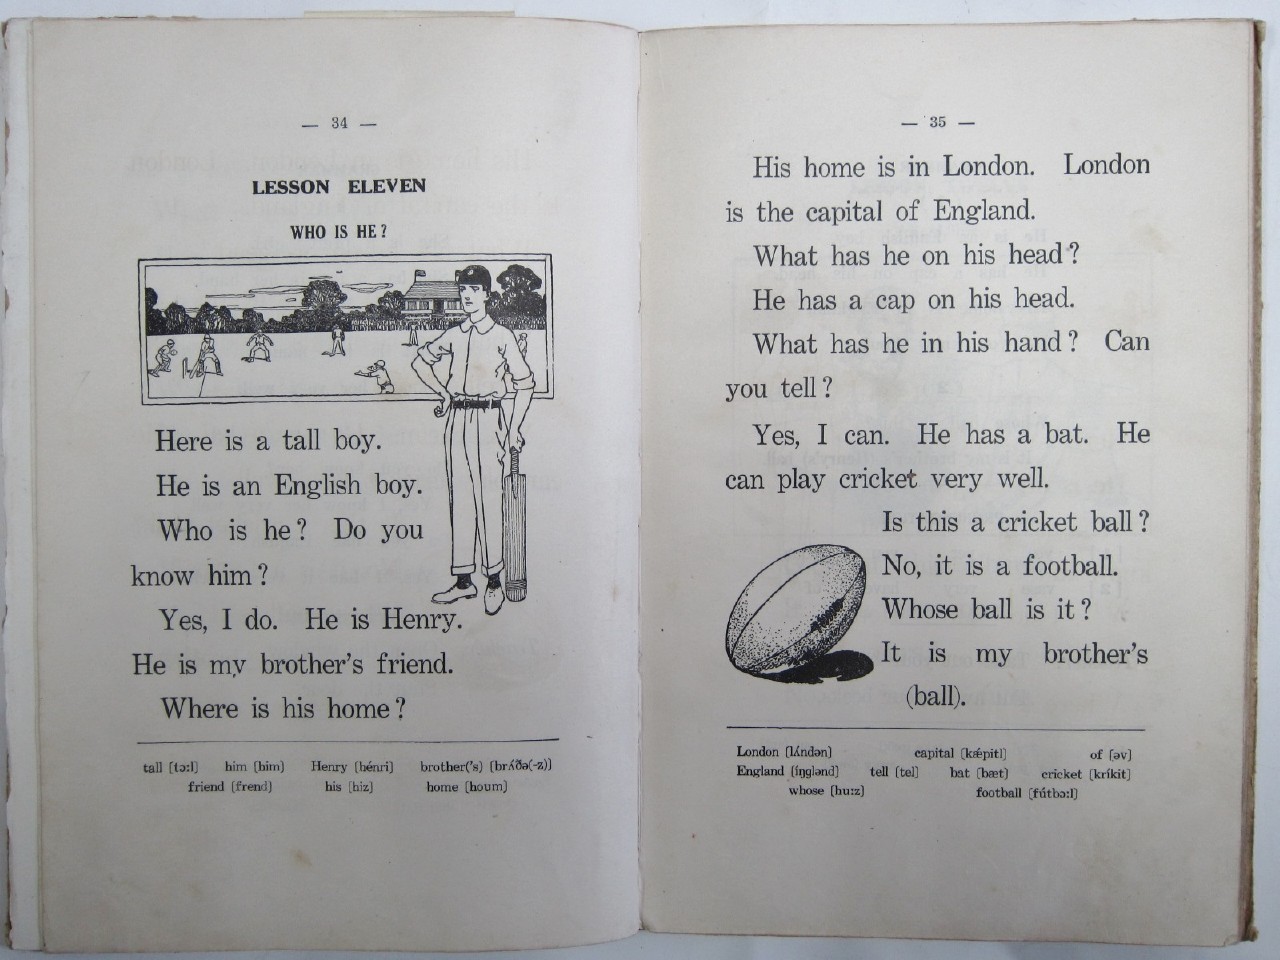 — 34 —
LESSON ELEVEN
WHO IS HE?
Here is a tall boy.
He is an English boy.
Who is he? Do you
know him?
Yes, I do. He is Henry.
He is my brother's friend.
Where is his home?
tall [tɔ:l] him [him] Henry [hénri] brother('s) [brʌ́ðə(-z)]
friend [frend] his [hiz] home [houm]
— 35 —
His home is in London. London
is the capital of England.
What has he on his head?
He has a cap on his head.
What has he in his hand? Can
you tell?
Yes, I can. He has a bat. He
can play cricket very well.
Is this a cricket ball?
No, it is a football.
Whose ball is it?
It is my brother's
(ball).
London [lʌ́ndən] capital [kǽpitl] of [əv]
England [íŋglənd] tell [tel] bat [bæt] cricket [kríkit]
whose [hu:z] football [fútbɔ:l]